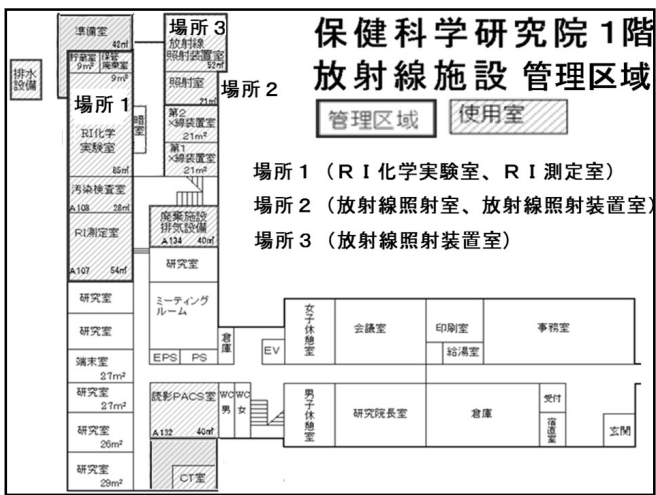 保健科学研究院 1階
放射線施設 管理区域
管理区域
使用室
場所1（RI化学実験室、RI測定室）
場所2（放射線照射室、放射線照射装置室）
場所3（放射線照射装置室）
排水
設備
準備室
42㎡
貯蔵室
9m²
保管
廃棄室
9m²
場所1
RI化学
実験室
85㎡
暗室
汚染検査室
A108 28㎡
RI測定室
A107 54㎡
研究室
研究室
端末室
27m²
研究室
27m²
研究室
26m²
研究室
29m²
場所3
放射線
照射装置室
52㎡
照射室
21㎡
場所2
第2
X線装置室
21m²
第1
X線装置室
21m²
廃棄施設
排気設備
A134 40㎡
研究室
ミーティング
ルーム
EPS
PS
倉庫
EV
読影PACS室
A132 40㎡
WC
男
WC
女
CT室
女子休憩室
会議室
印刷室
給湯室
事務室
男子休憩室
研究院長室
倉庫
受付
宿直室
玄関